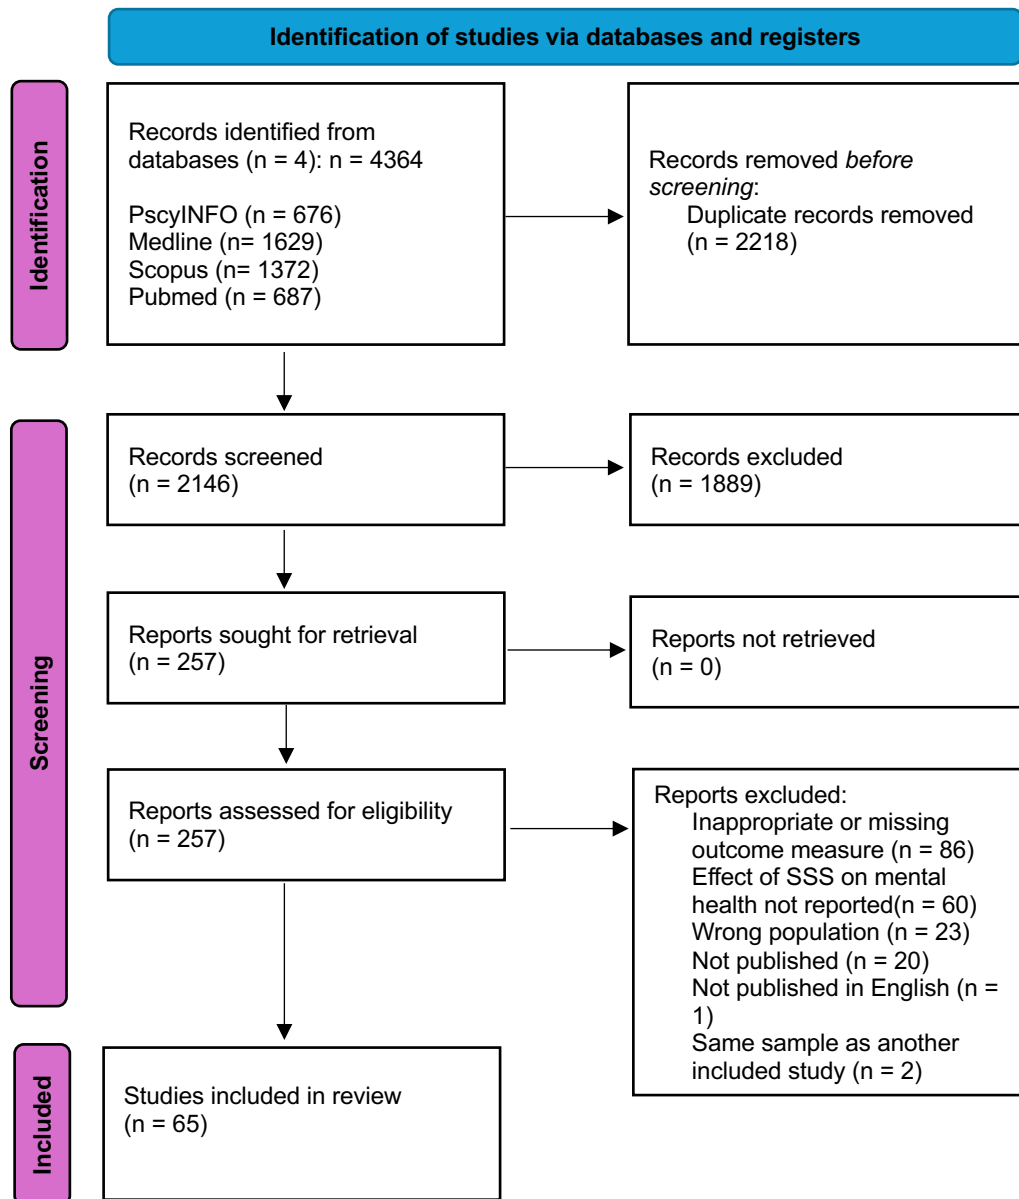 Identification of studies via databases and registers
Identification
Records identified from
databases (n = 4): n = 4364
PscyINFO (n = 676)
Medline (n= 1629)
Scopus (n= 1372)
Pubmed (n = 687)
Records removed before
screening:
Duplicate records removed
(n = 2218)
Screening
Records screened
(n = 2146)
Records excluded
(n = 1889)
Reports sought for retrieval
(n = 257)
Reports not retrieved
(n = 0)
Reports assessed for eligibility
(n = 257)
Reports excluded:
Inappropriate or missing
outcome measure (n = 86)
Effect of SSS on mental
health not reported(n = 60)
Wrong population (n = 23)
Not published (n = 20)
Not published in English (n =
1)
Same sample as another
included study (n = 2)
Included
Studies included in review
(n = 65)